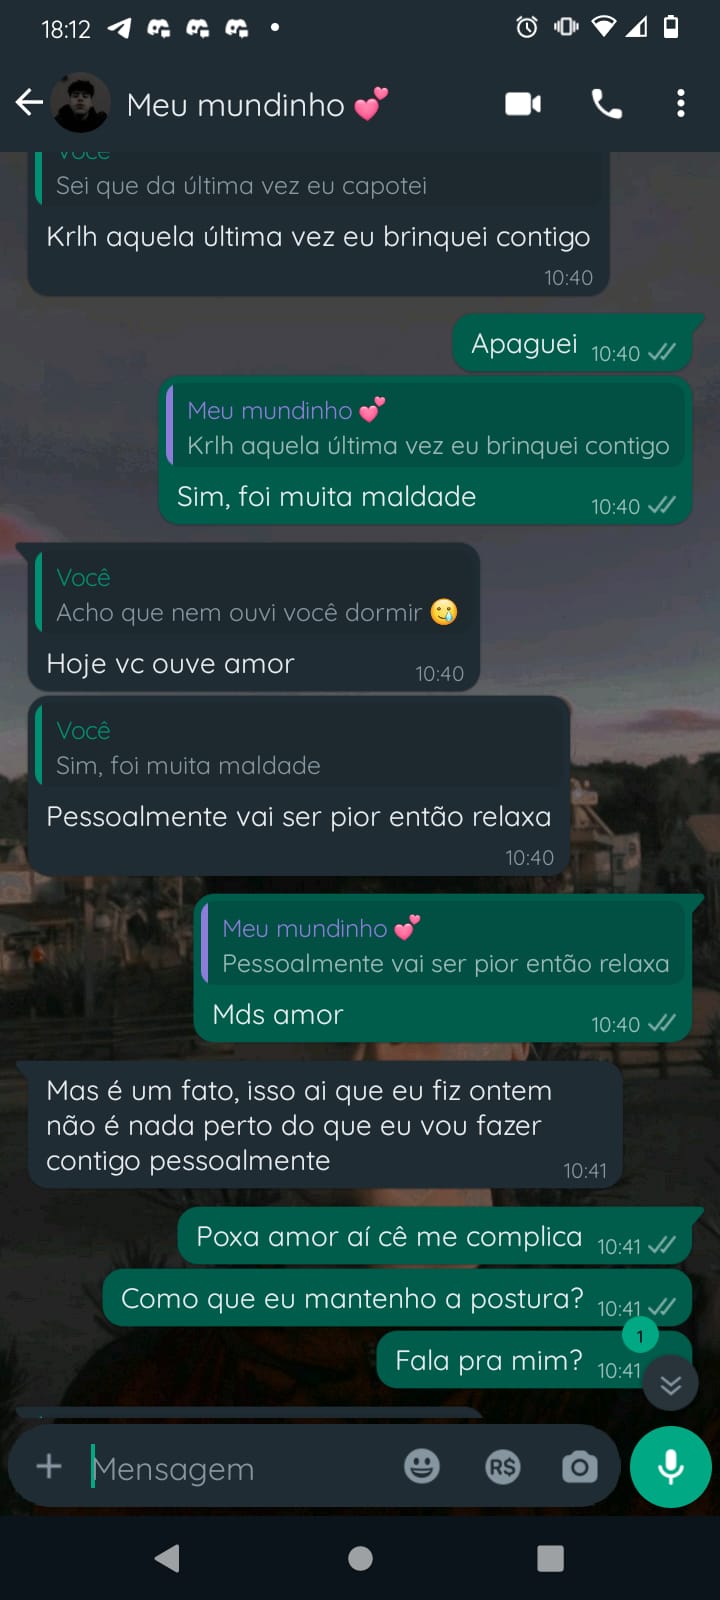 18:12
Meu mundinho 💕
Você
Sei que da última vez eu capotei
Krlh aquela última vez eu brinquei contigo
10:40
Apaguei 10:40
Meu mundinho 💕
Krlh aquela última vez eu brinquei contigo
Sim, foi muita maldade 10:40
Você
Acho que nem ouvi você dormir 🥲
Hoje vc ouve amor 10:40
Você
Sim, foi muita maldade
Pessoalmente vai ser pior então relaxa
10:40
Meu mundinho 💕
Pessoalmente vai ser pior então relaxa
Mds amor 10:40
Mas é um fato, isso ai que eu fiz ontem
não é nada perto do que eu vou fazer
contigo pessoalmente 10:41
Poxa amor aí cê me complica 10:41
Como que eu mantenho a postura? 10:41
1
Fala pra mim? 10:41
Mensagem R$